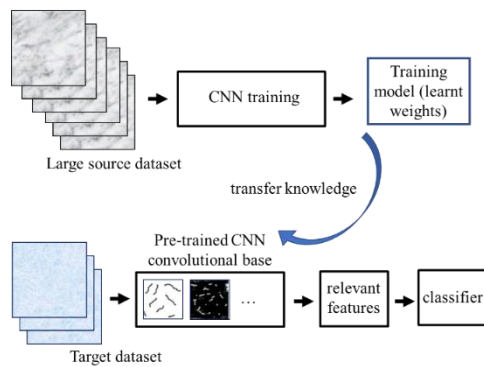 CNN training
Training
model (learnt
weights)
Large source dataset
transfer knowledge
Pre-trained CNN
convolutional base
...
relevant
features
classifier
Target dataset